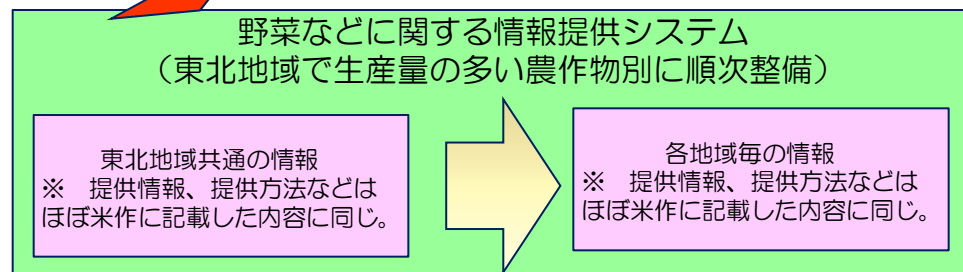 野菜などに関する情報提供システム
（東北地域で生産量の多い農作物別に順次整備）
東北地域共通の情報
※　提供情報、提供方法などは
ほぼ米作に記載した内容に同じ。
各地域毎の情報
※　提供情報、提供方法などは
ほぼ米作に記載した内容に同じ。